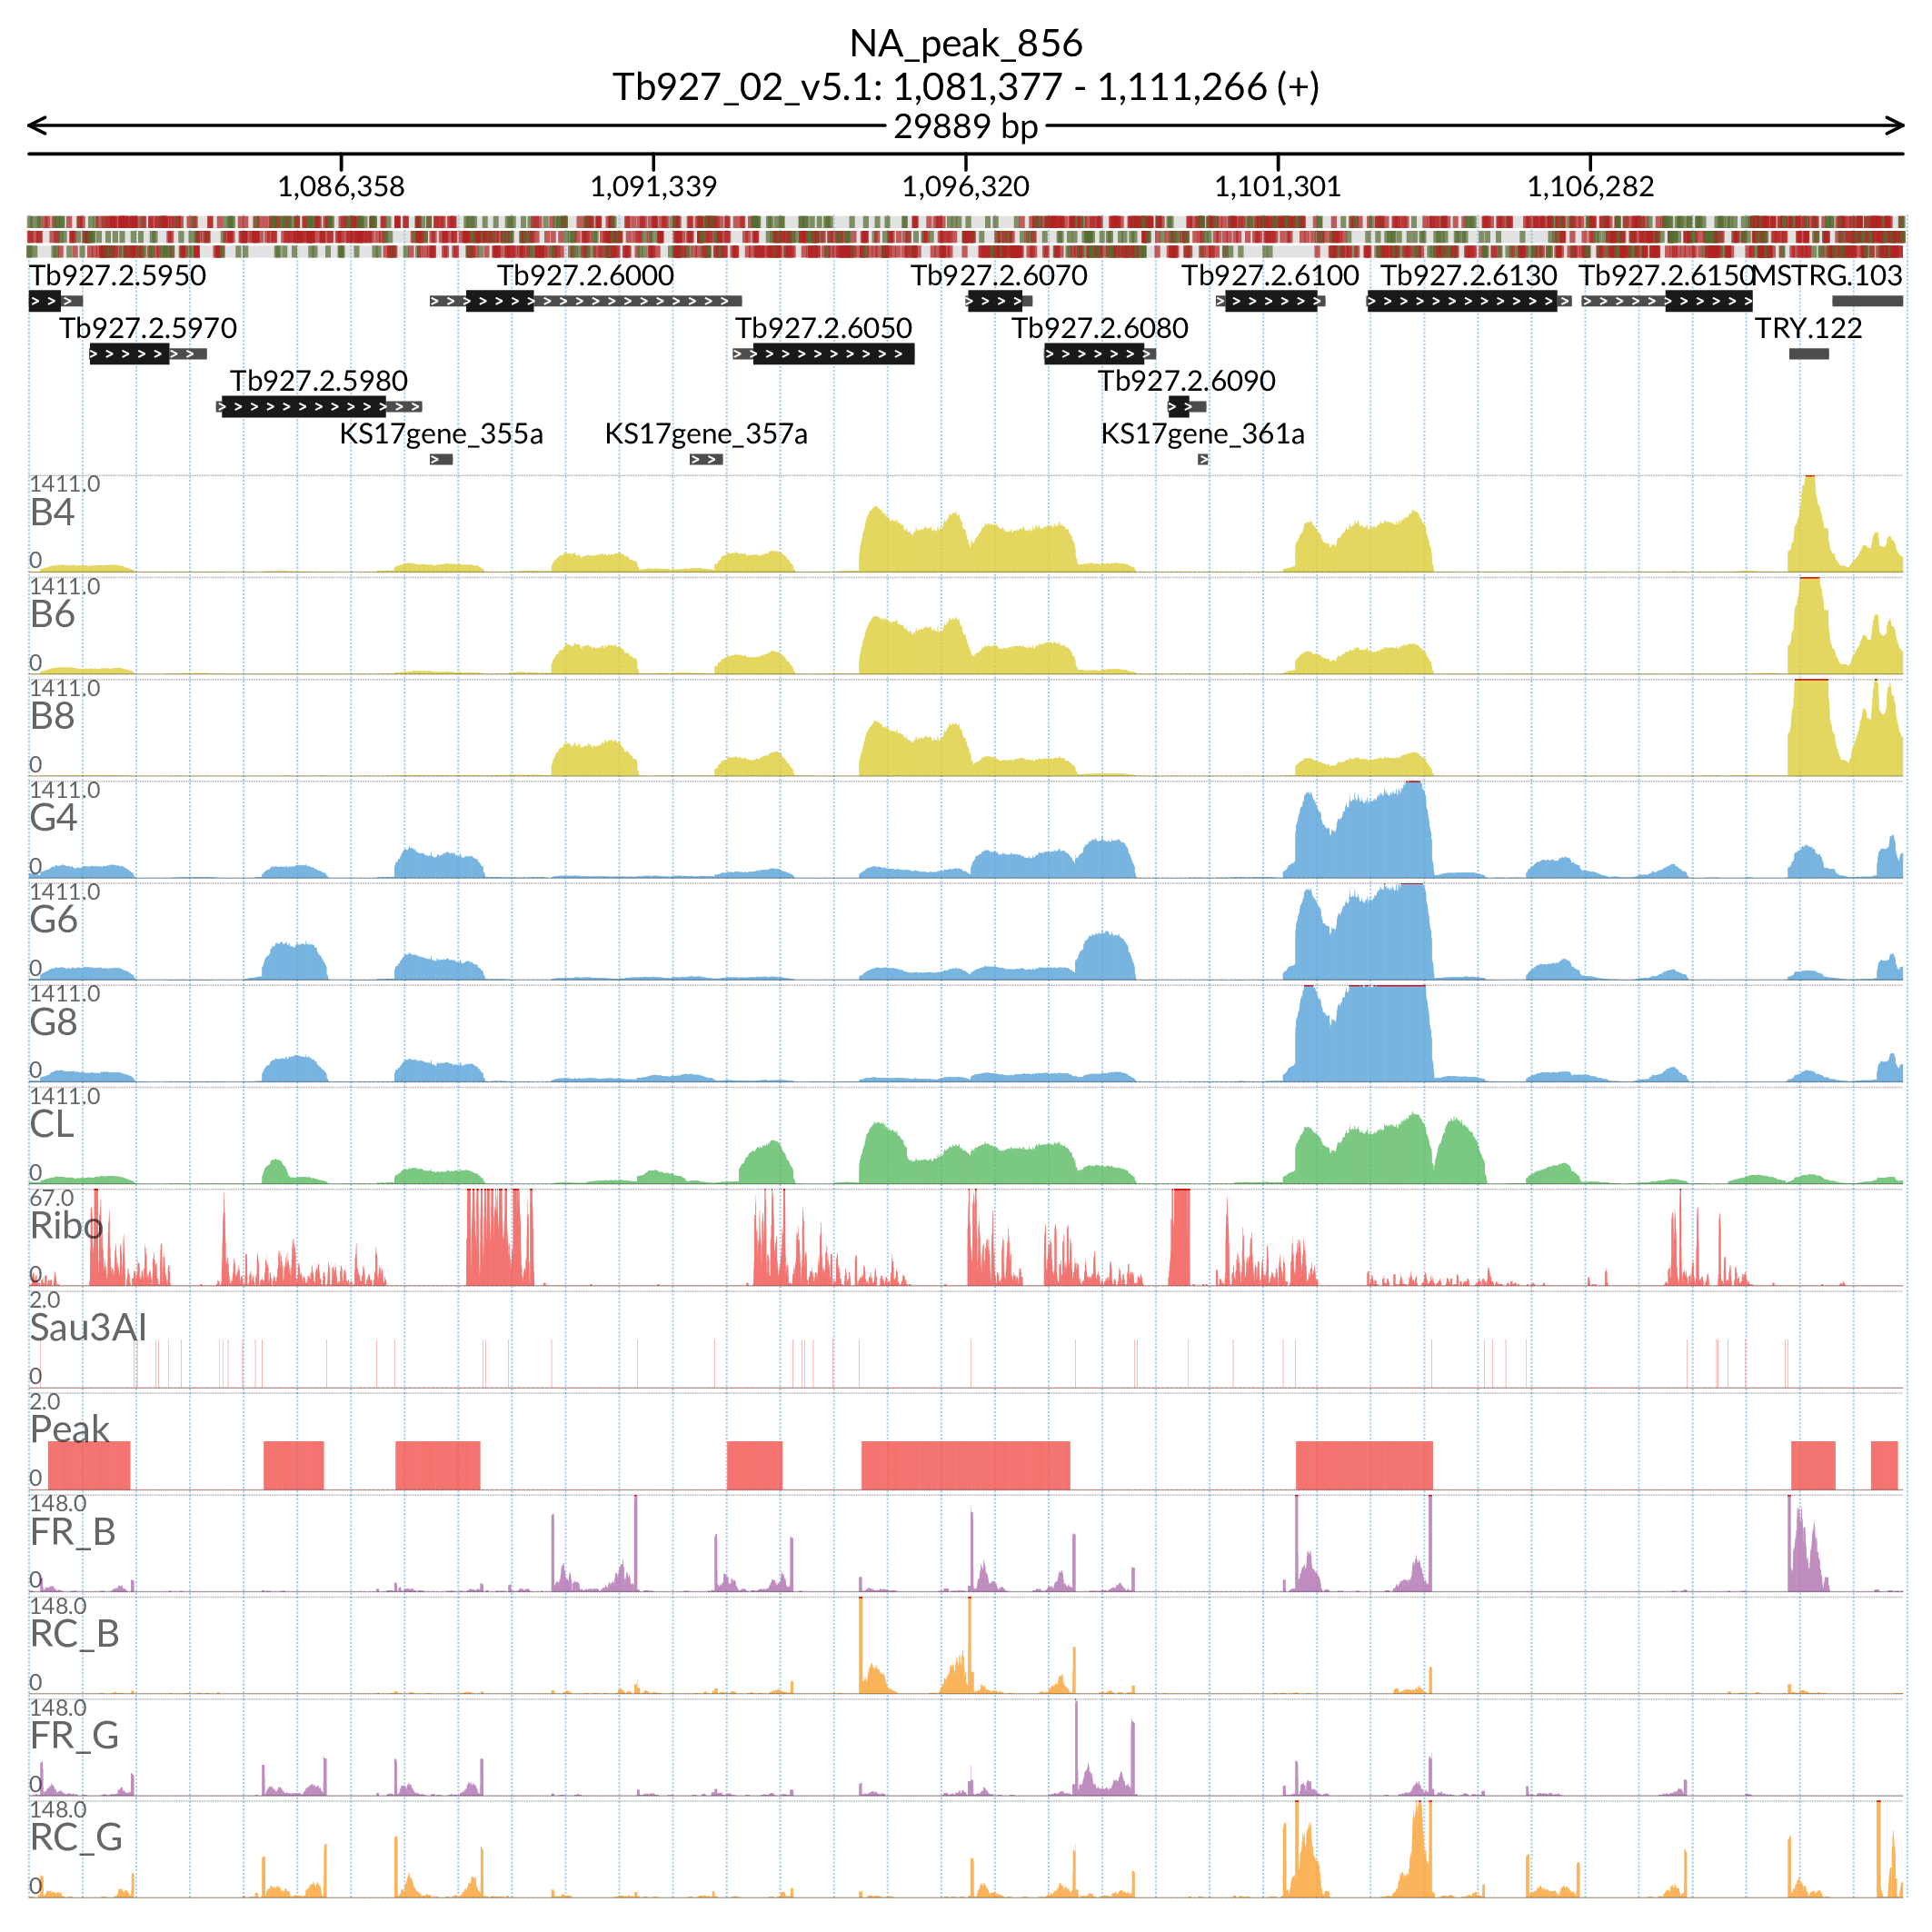 NA_peak_856
Tb927_02_v5.1: 1,081,377 - 1,111,266 (+)
29889 bp
1,086,358 1,091,339 1,096,320 1,101,301 1,106,282
Tb927.2.5950 Tb927.2.6000 Tb927.2.6070 Tb927.2.6100 Tb927.2.6130 Tb927.2.6150 MSTRG.103
Tb927.2.5970 Tb927.2.6050 Tb927.2.6080 TRY.122
Tb927.2.5980 Tb927.2.6090
KS17gene_355a KS17gene_357a KS17gene_361a
1411.0
B4
0
1411.0
B6
0
1411.0
B8
0
1411.0
G4
0
1411.0
G6
0
1411.0
G8
0
1411.0
CL
0
67.0
Ribo
0
2.0
Sau3AI
0
2.0
Peak
0
148.0
FR_B
0
148.0
RC_B
0
148.0
FR_G
0
148.0
RC_G
0